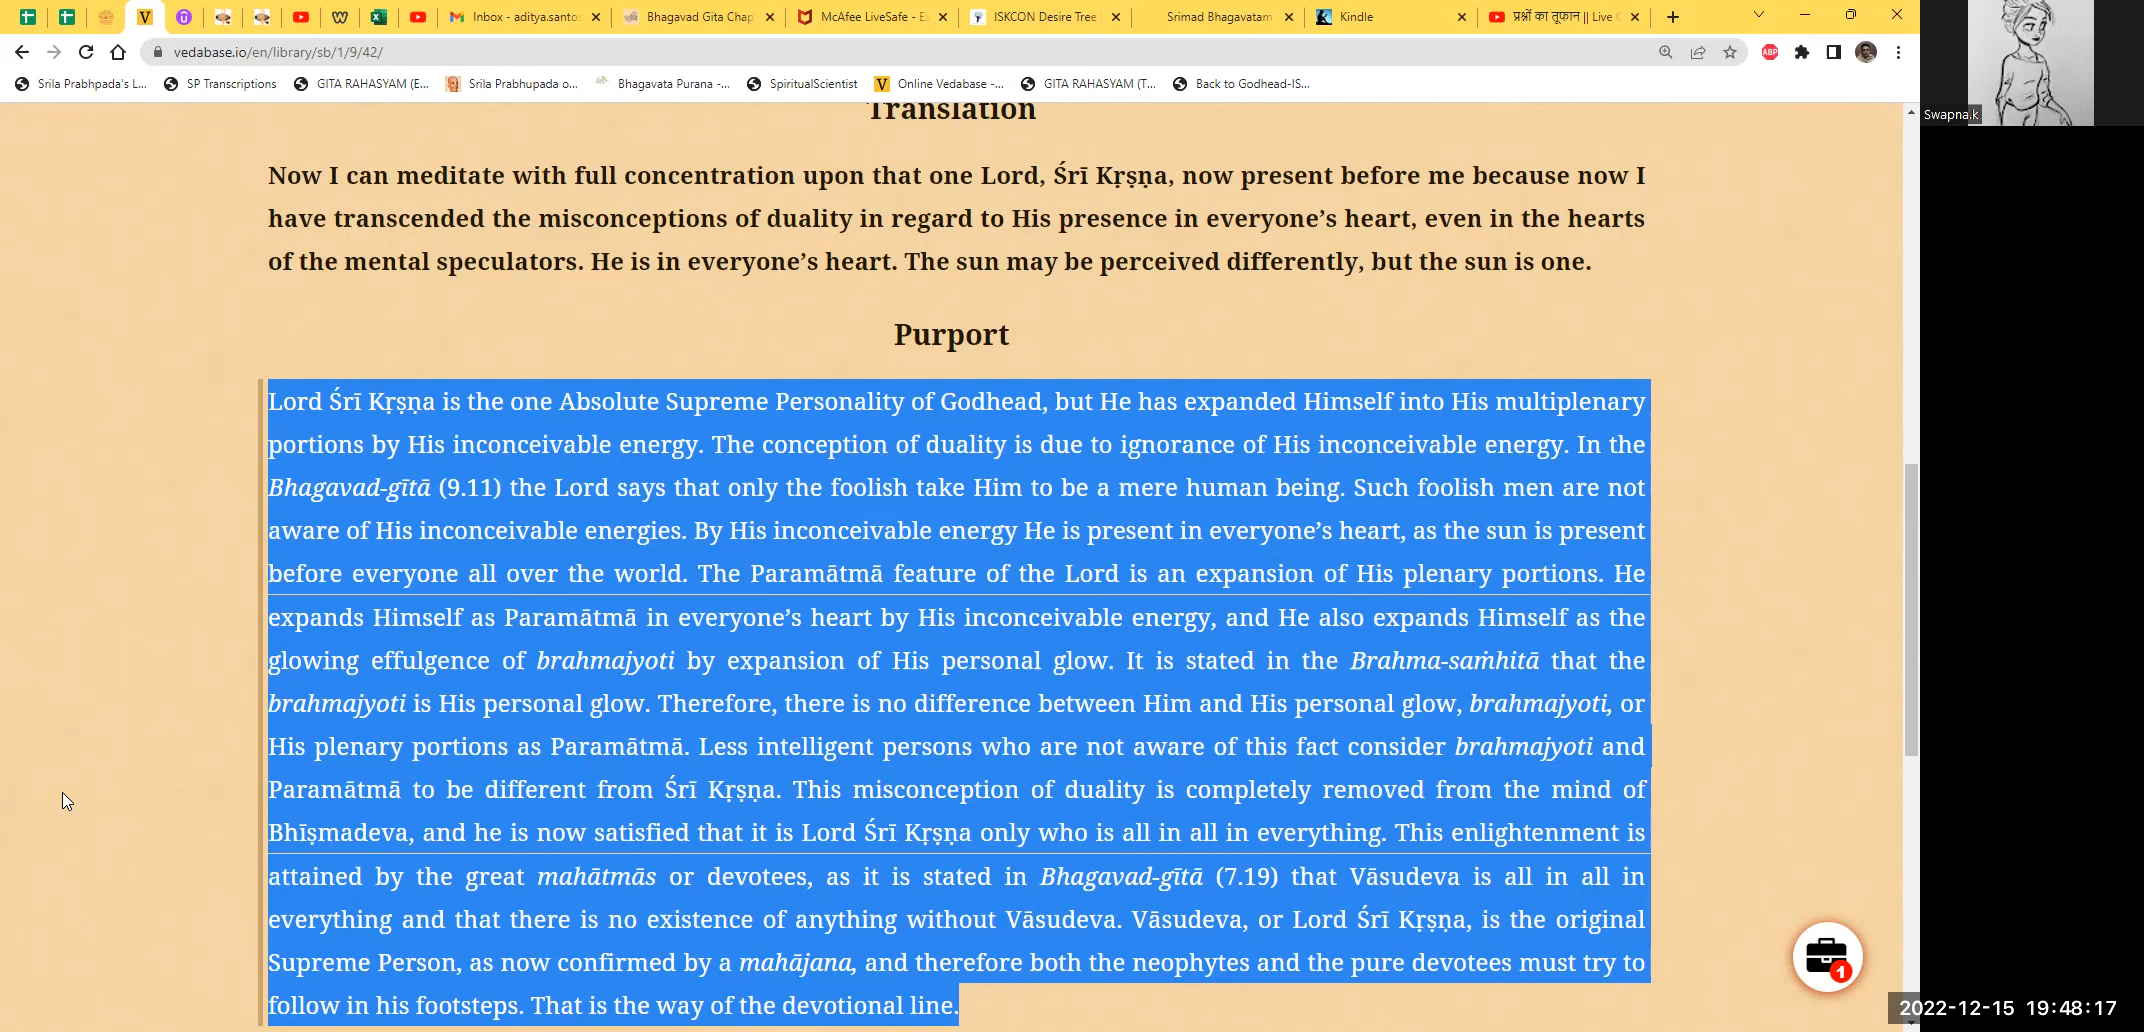 Inbox - aditya.santo
Bhagavad Gita Chap
McAfee LiveSafe - E
ISKCON Desire Tree
Srimad Bhagavatam
Kindle
प्रश्नों का तूफान || Live
vedabase.io/en/library/sb/1/9/42/
ABP
Srila Prabhpada's L...
SP Transcriptions
GITA RAHASYAM (E...
Srila Prabhupada o...
Bhagavata Purana -...
SpiritualScientist
Online Vedabase -...
GITA RAHASYAM (T...
Back to Godhead-IS...
Swapna.k
Translation
Now I can meditate with full concentration upon that one Lord, Śrī Kṛṣṇa, now present before me because now I
have transcended the misconceptions of duality in regard to His presence in everyone’s heart, even in the hearts
of the mental speculators. He is in everyone’s heart. The sun may be perceived differently, but the sun is one.
Purport
Lord Śrī Kṛṣṇa is the one Absolute Supreme Personality of Godhead, but He has expanded Himself into His multiplenary
portions by His inconceivable energy. The conception of duality is due to ignorance of His inconceivable energy. In the
Bhagavad-gītā (9.11) the Lord says that only the foolish take Him to be a mere human being. Such foolish men are not
aware of His inconceivable energies. By His inconceivable energy He is present in everyone’s heart, as the sun is present
before everyone all over the world. The Paramātmā feature of the Lord is an expansion of His plenary portions. He
expands Himself as Paramātmā in everyone’s heart by His inconceivable energy, and He also expands Himself as the
glowing effulgence of brahmajyoti by expansion of His personal glow. It is stated in the Brahma-saṁhitā that the
brahmajyoti is His personal glow. Therefore, there is no difference between Him and His personal glow, brahmajyoti, or
His plenary portions as Paramātmā. Less intelligent persons who are not aware of this fact consider brahmajyoti and
Paramātmā to be different from Śrī Kṛṣṇa. This misconception of duality is completely removed from the mind of
Bhīṣmadeva, and he is now satisfied that it is Lord Śrī Kṛṣṇa only who is all in all in everything. This enlightenment is
attained by the great mahātmās or devotees, as it is stated in Bhagavad-gītā (7.19) that Vāsudeva is all in all in
everything and that there is no existence of anything without Vāsudeva. Vāsudeva, or Lord Śrī Kṛṣṇa, is the original
Supreme Person, as now confirmed by a mahājana, and therefore both the neophytes and the pure devotees must try to
follow in his footsteps. That is the way of the devotional line.
1
2022-12-15 19:48:17